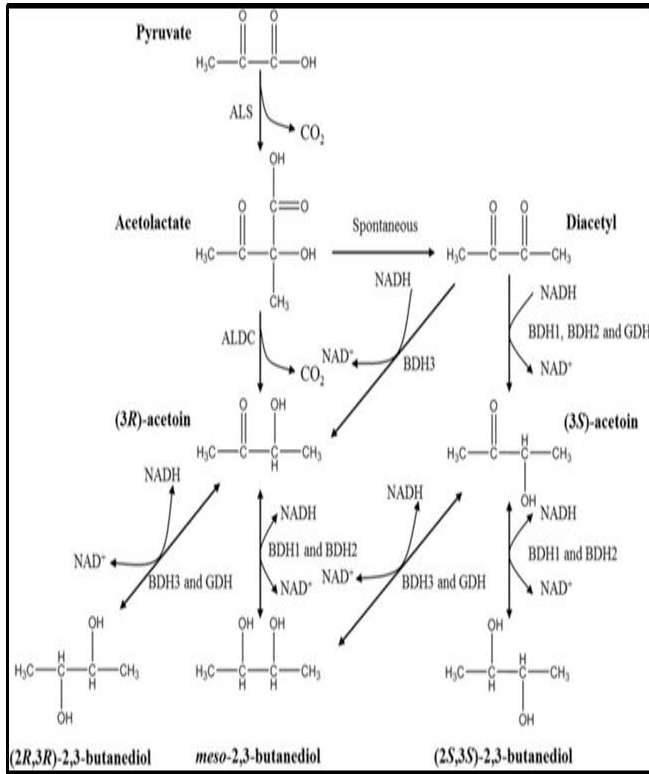 Pyruvate
O O
H₃C—C—C—OH
ALS
CO₂
OH
C=O
O
Acetolactate
H₃C—C—C—OH
CH₃
Spontaneous
O O
Diacetyl
H₃C—C—C—CH₃
NADH
NAD⁺
BDH3
NADH
BDH1, BDH2 and GDH
NAD⁺
ALDC
CO₂
(3R)-acetoin
O OH
H₃C—C—C—CH₃
H
(3S)-acetoin
O H
H₃C—C—C—CH₃
OH
NADH
NAD⁺
BDH3 and GDH
NADH
BDH1 and BDH2
NAD⁺
NADH
NAD⁺
BDH3 and GDH
NADH
BDH1 and BDH2
NAD⁺
H OH
H₃C—C—C—CH₃
OH H
OH OH
H₃C—C—C—CH₃
H H
OH H
H₃C—C—C—CH₃
H OH
(2R,3R)-2,3-butanediol
meso-2,3-butanediol
(2S,3S)-2,3-butanediol